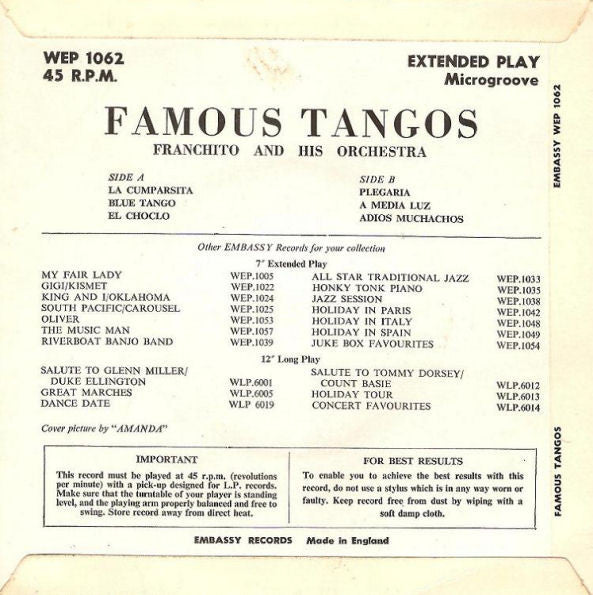 WEP 1062
45 R.P.M.
EXTENDED PLAY
Microgroove
FAMOUS TANGOS
FRANCHITO AND HIS ORCHESTRA
SIDE A
LA CUMPARSITA
BLUE TANGO
EL CHOCLO
SIDE B
PLEGARIA
A MEDIA LUZ
ADIOS MUCHACHOS
Other EMBASSY Records for your collection
7" Extended Play
MY FAIR LADY WEP.1005
GIGI/KISMET WEP.1022
KING AND I/OKLAHOMA WEP.1024
SOUTH PACIFIC/CAROUSEL WEP.1025
OLIVER WEP.1053
THE MUSIC MAN WEP.1057
RIVERBOAT BANJO BAND WEP.1039
ALL STAR TRADITIONAL JAZZ WEP.1033
HONKY TONK PIANO WEP.1035
JAZZ SESSION WEP.1038
HOLIDAY IN PARIS WEP.1042
HOLIDAY IN ITALY WEP.1048
HOLIDAY IN SPAIN WEP.1049
JUKE BOX FAVOURITES WEP.1054
12" Long Play
SALUTE TO GLENN MILLER/
DUKE ELLINGTON WLP.6001
GREAT MARCHES WLP.6005
DANCE DATE WLP 6019
SALUTE TO TOMMY DORSEY/
COUNT BASIE WLP.6012
HOLIDAY TOUR WLP.6013
CONCERT FAVOURITES WLP.6014
Cover picture by "AMANDA"
IMPORTANT
This record must be played at 45 r.p.m. (revolutions
per minute) with a pick-up designed for L.P. records.
Make sure that the turntable of your player is standing
level, and the playing arm properly balanced and free to
swing. Store record away from direct heat.
FOR BEST RESULTS
To enable you to achieve the best results with this
record, do not use a stylus which is in any way worn or
faulty. Keep record free from dust by wiping with a
soft damp cloth.
EMBASSY RECORDS Made in England
EMBASSY WEP 1062
FAMOUS TANGOS